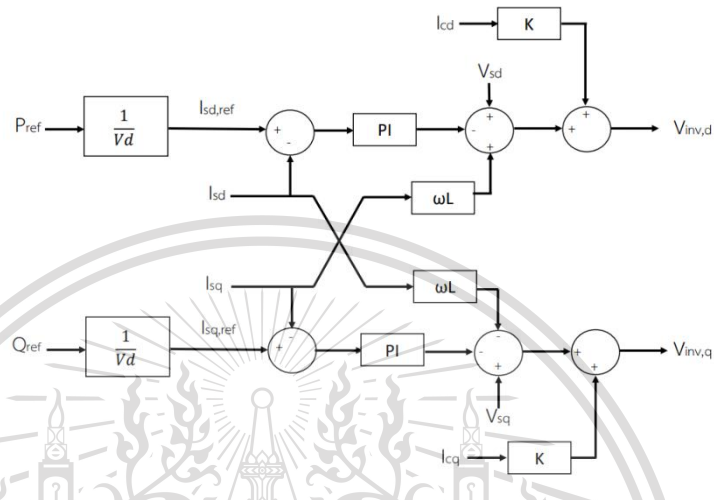 Icd
K
Vsd
Pref
1
Vd
Isd,ref
+
-
PI
-
+
+
+
+
Vinv,d
Isd
ωL
Isq
ωL
Qref
1
Vd
Isq,ref
+
-
PI
-
-
+
+
+
Vinv,q
Vsq
Icq
K